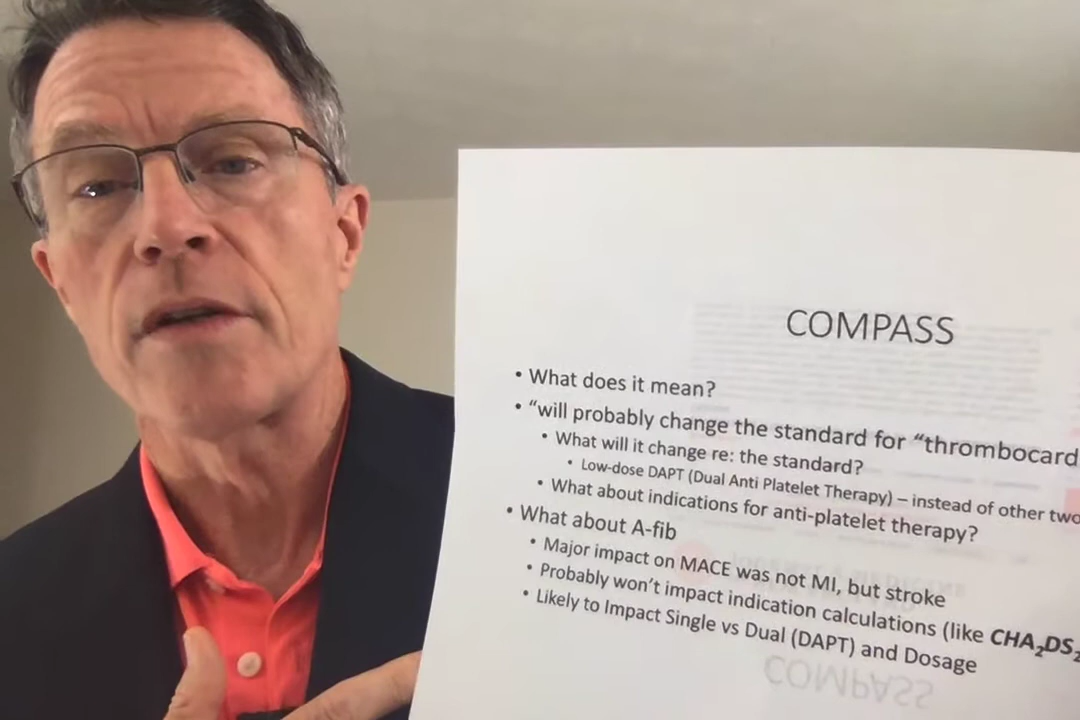 COMPASS
• What does it mean?
• “will probably change the standard for “thrombocard
• What will it change re: the standard?
• Low-dose DAPT (Dual Anti Platelet Therapy) – instead of other two
• What about indications for anti-platelet therapy?
• What about A-fib
• Major impact on MACE was not MI, but stroke
• Probably won’t impact indication calculations (like CHA₂DS₂
• Likely to Impact Single vs Dual (DAPT) and Dosage
COMPASS